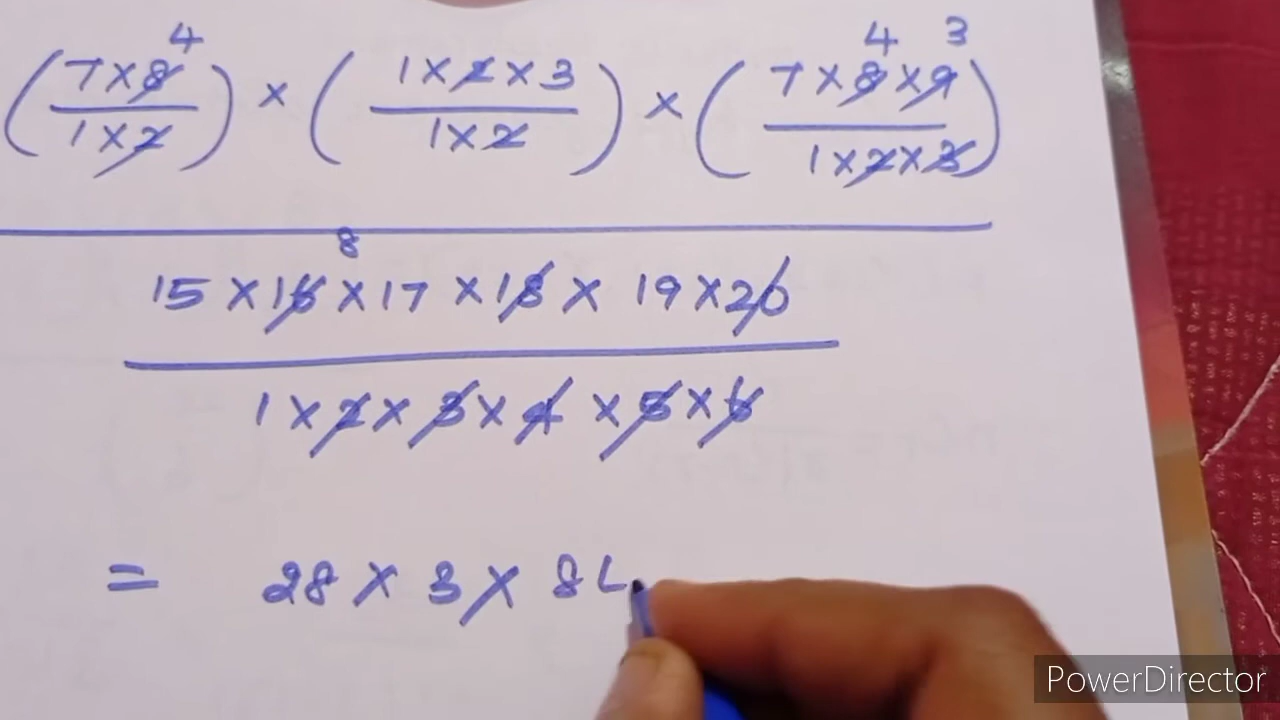 4 4 3
(7×8) × (1×2×3) × (7×8×9)
1×2 1×2 1×2×3
8
15 × 16 × 17 × 18 × 19 × 20
1 × 2 × 3 × 4 × 5 × 6
= 28 × 3 × 84
PowerDirector